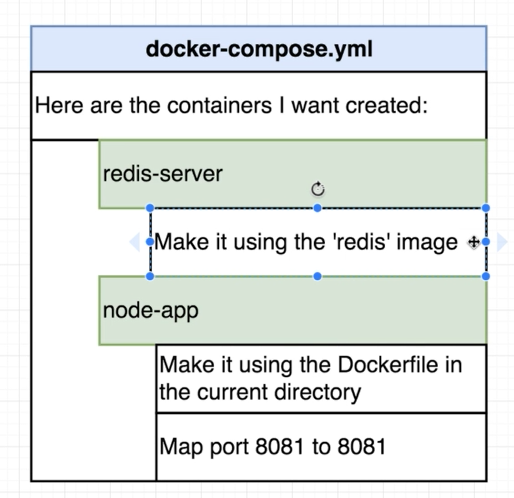 docker-compose.yml
Here are the containers I want created:
redis-server
Make it using the 'redis' image
node-app
Make it using the Dockerfile in
the current directory
Map port 8081 to 8081